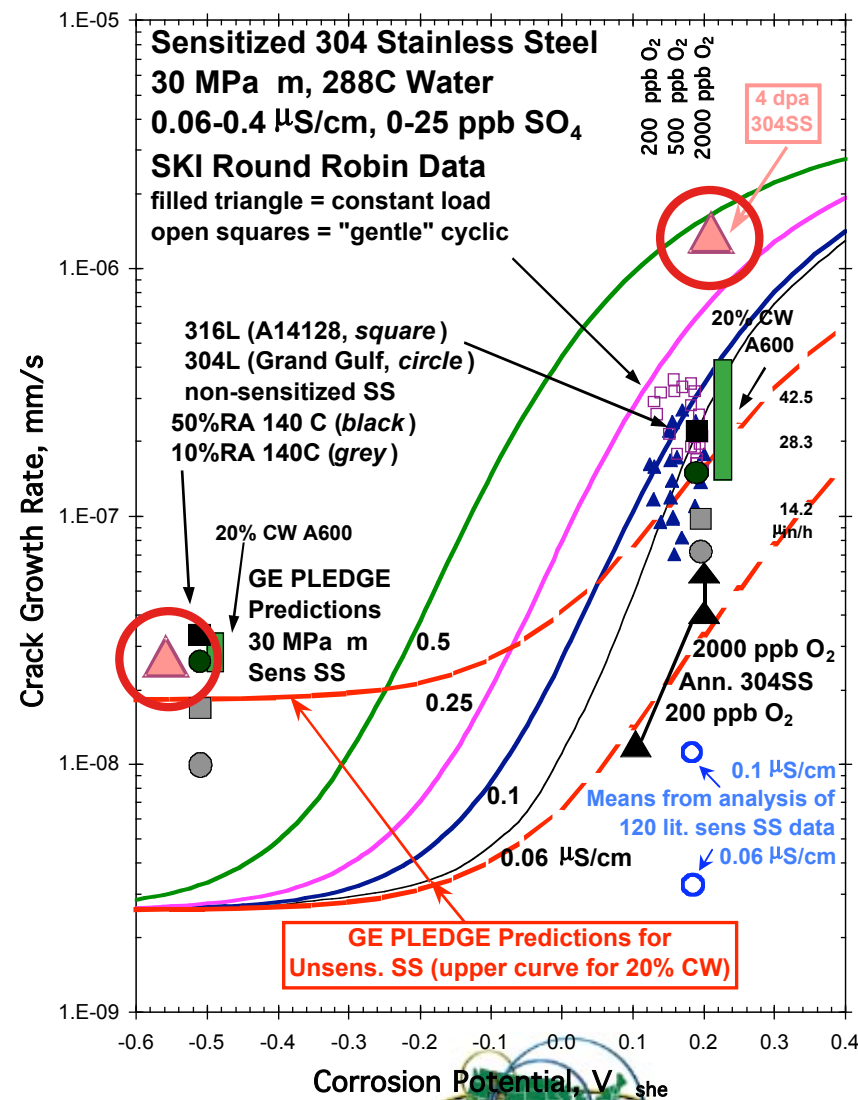 Sensitized 304 Stainless Steel
30 MPa m, 288C Water
0.06-0.4 µS/cm, 0-25 ppb SO4
SKI Round Robin Data
filled triangle = constant load
open squares = "gentle" cyclic
200 ppb O2
500 ppb O2
2000 ppb O2
4 dpa
304SS
316L (A14128, square)
304L (Grand Gulf, circle)
non-sensitized SS
50%RA 140 C (black)
10%RA 140C (grey)
20% CW
A600
42.5
28.3
14.2
µin/h
20% CW A600
GE PLEDGE
Predictions
30 MPa m
Sens SS
0.5
0.25
0.1
0.06 µS/cm
2000 ppb O2
Ann. 304SS
200 ppb O2
0.1 µS/cm
Means from analysis of
120 lit. sens SS data
0.06 µS/cm
GE PLEDGE Predictions for
Unsens. SS (upper curve for 20% CW)
Crack Growth Rate, mm/s
1.E-05
1.E-06
1.E-07
1.E-08
1.E-09
-0.6 -0.5 -0.4 -0.3 -0.2 -0.1 0.0 0.1 0.2 0.3 0.4
Corrosion Potential, V she